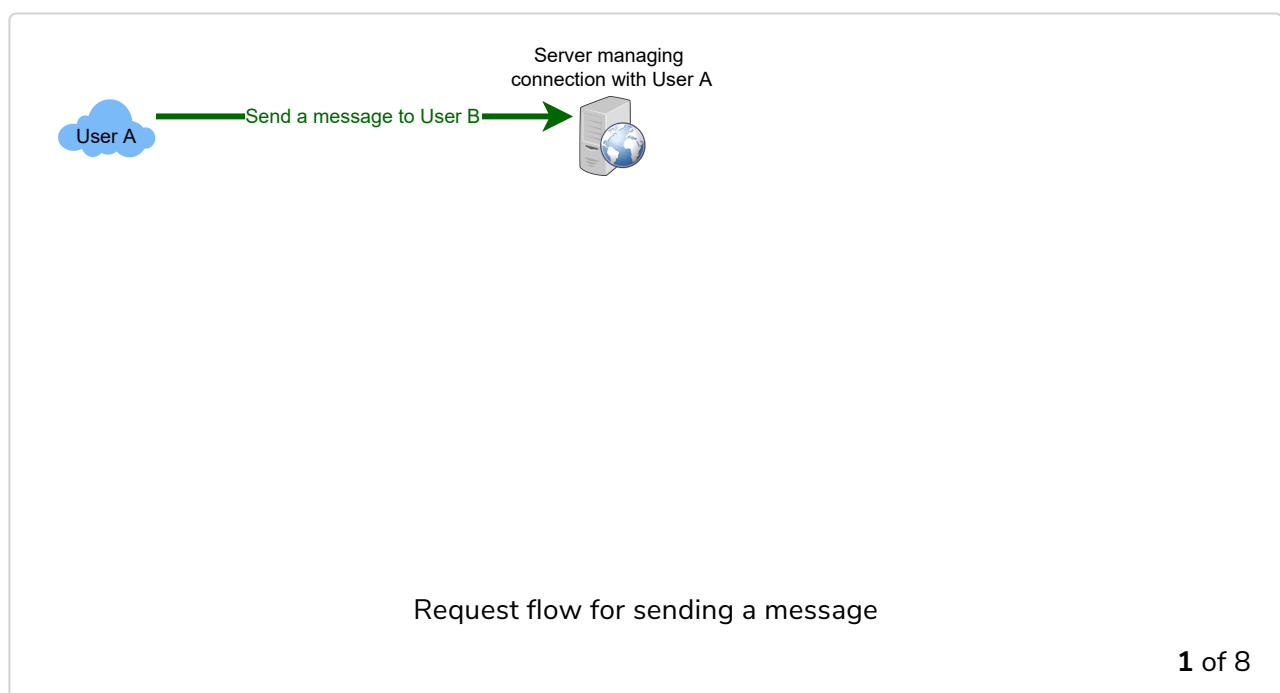 Server managing
connection with User A
User A
Send a message to User B
Request flow for sending a message
1 of 8